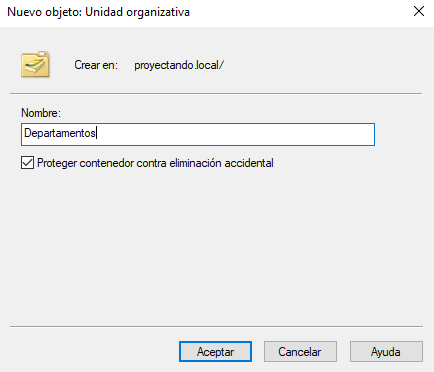 Nuevo objeto: Unidad organizativa
Crear en: proyectando.local/
Nombre:
Departamentos
Proteger contenedor contra eliminación accidental
Aceptar Cancelar Ayuda